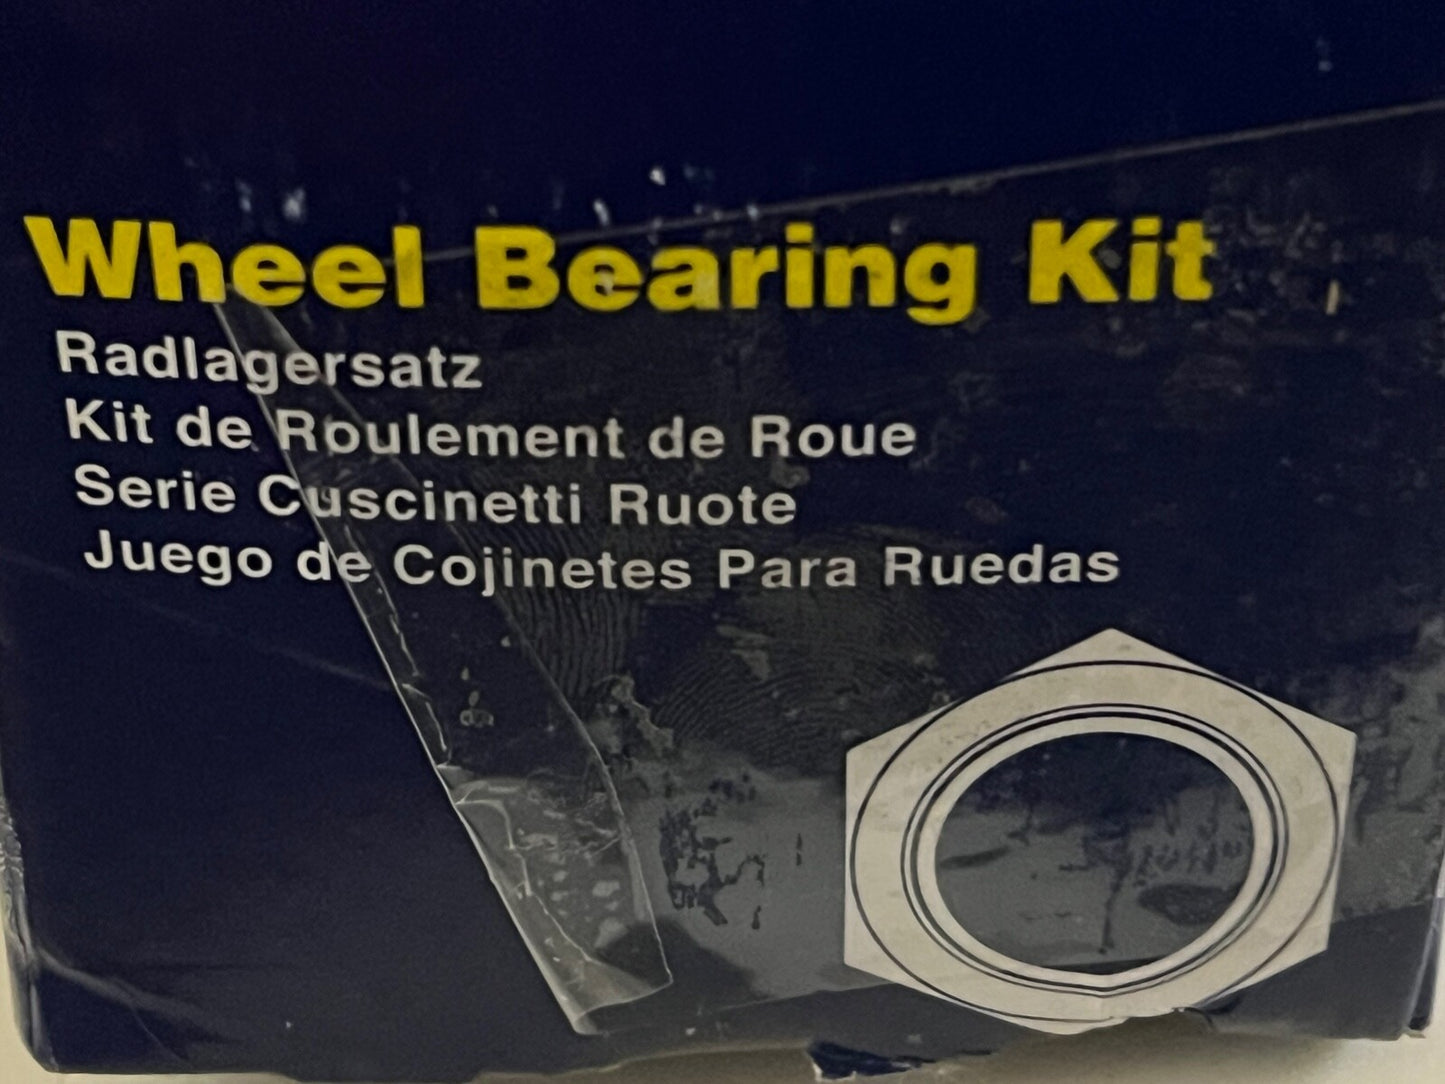 Wheel Bearing Kit
Radlagersatz
Kit de Roulement de Roue
Serie Cuscinetti Ruote
Juego de Cojinetes Para Ruedas